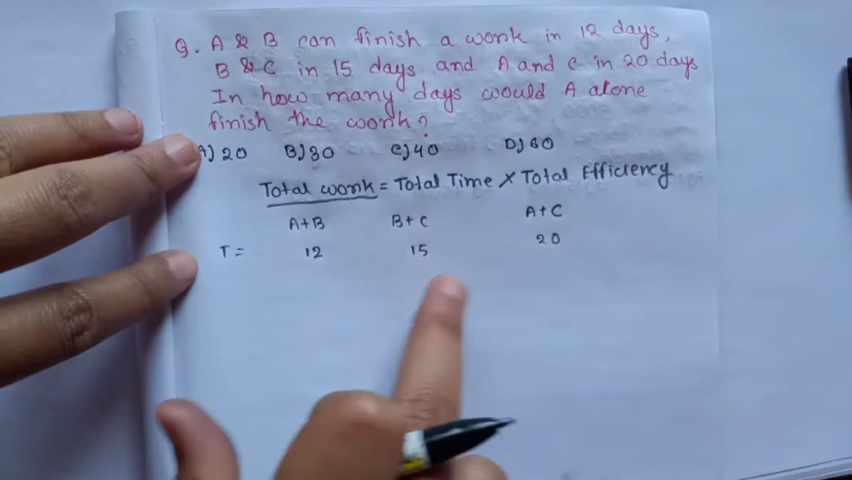 Q. A & B can finish a work in 12 days,
B & C in 15 days and A and C in 20 days
In how many days would A alone
finish the work?
A) 20 B) 30 C) 40 D) 60
Total work = Total Time × Total Efficiency
A+B B+C A+C
T = 12 15 20